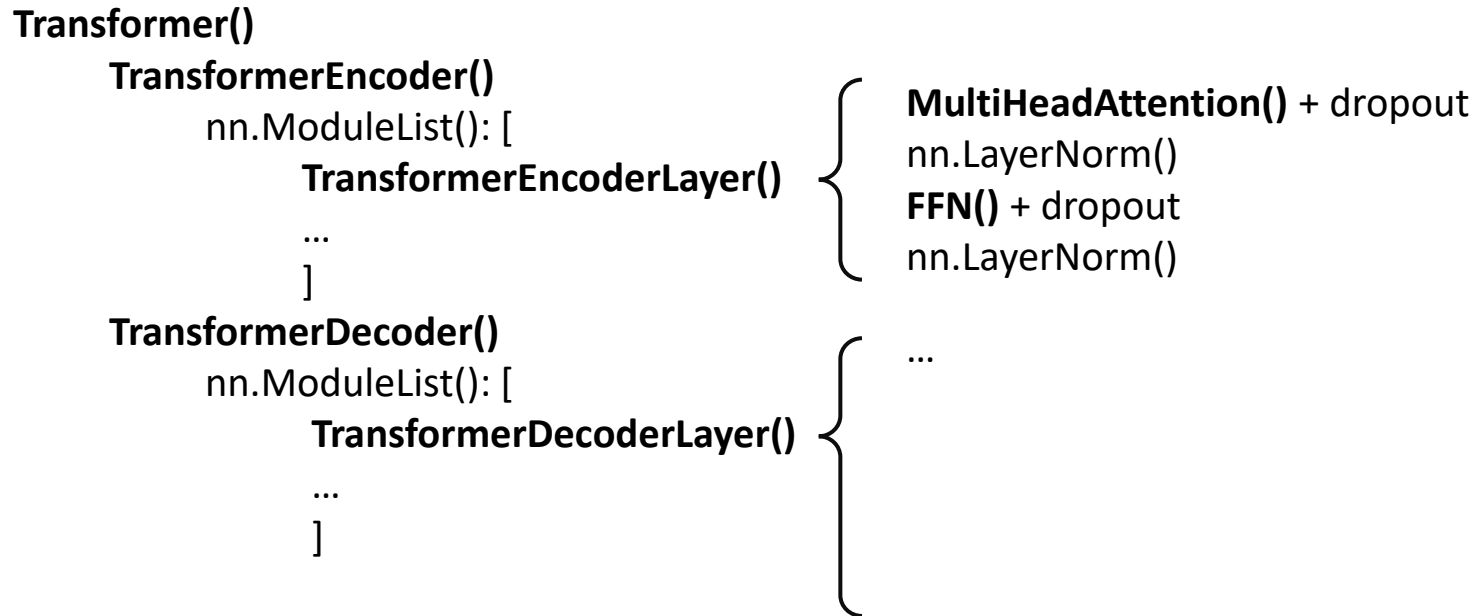 Transformer()
TransformerEncoder()
nn.ModuleList(): [
TransformerEncoderLayer()
…
]
MultiHeadAttention() + dropout
nn.LayerNorm()
FFN() + dropout
nn.LayerNorm()
TransformerDecoder()
nn.ModuleList(): [
TransformerDecoderLayer()
…
]
…